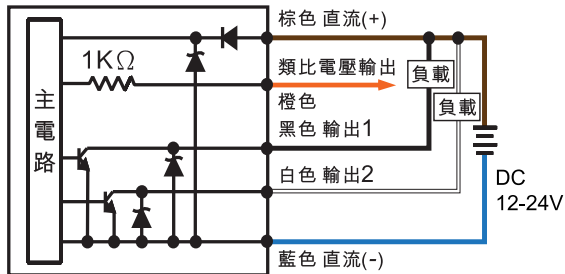 棕色 直流(+)
1KΩ
類比電壓輸出
橙色
負載
負載
主電路
黑色 輸出1
白色 輸出2
DC
12-24V
藍色 直流(-)